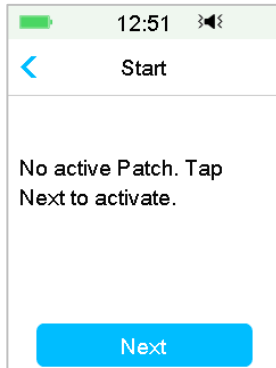 12:51
Start
No active Patch. Tap
Next to activate.
Next